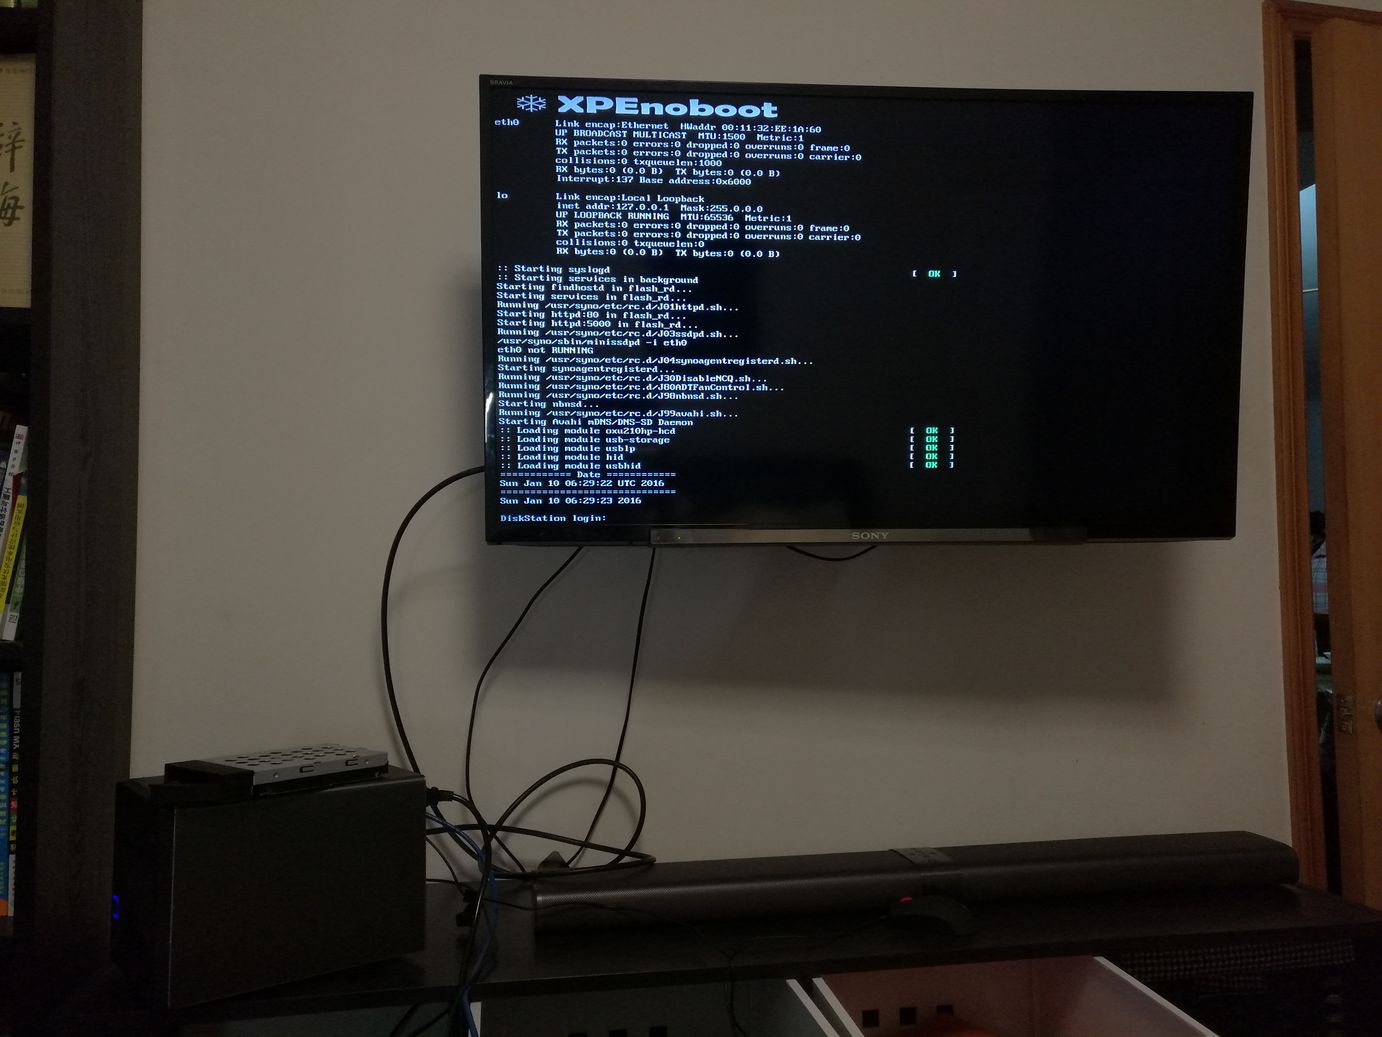 BRAVIA
XPEnoboot
eth0 Link encap:Ethernet HWaddr 00:11:32:EE:1A:60
UP BROADCAST MULTICAST MTU:1500 Metric:1
RX packets:0 errors:0 dropped:0 overruns:0 frame:0
TX packets:0 errors:0 dropped:0 overruns:0 carrier:0
collisions:0 txqueuelen:1000
RX bytes:0 (0.0 B) TX bytes:0 (0.0 B)
Interrupt:137 Base address:0x6000
lo Link encap:Local Loopback
inet addr:127.0.0.1 Mask:255.0.0.0
UP LOOPBACK RUNNING MTU:65536 Metric:1
RX packets:0 errors:0 dropped:0 overruns:0 frame:0
TX packets:0 errors:0 dropped:0 overruns:0 carrier:0
collisions:0 txqueuelen:0
RX bytes:0 (0.0 B) TX bytes:0 (0.0 B)
:: Starting syslogd [ OK ]
:: Starting services in background
Starting findhostd in flash_rd...
Starting services in flash_rd...
Running /usr/syno/etc/rc.d/J01httpd.sh...
Starting httpd:80 in flash_rd...
Starting httpd:5000 in flash_rd...
Running /usr/syno/etc/rc.d/J03ssdpd.sh...
/usr/syno/sbin/minissdpd -i eth0
eth0 not RUNNING
Running /usr/syno/etc/rc.d/J04synoagentregisterd.sh...
Starting synoagentregisterd...
Running /usr/syno/etc/rc.d/J30DisableNCQ.sh...
Running /usr/syno/etc/rc.d/J80ADTFanControl.sh...
Running /usr/syno/etc/rc.d/J98nbnsd.sh...
Starting nbnsd...
Running /usr/syno/etc/rc.d/J99avahi.sh...
Starting Avahi mDNS/DNS-SD Daemon
:: Loading module oxu210hp-hcd [ OK ]
:: Loading module usb-storage [ OK ]
:: Loading module usblp [ OK ]
:: Loading module hid [ OK ]
:: Loading module usbhid [ OK ]
============ Date ============
Sun Jan 10 06:29:22 UTC 2016
==============================
Sun Jan 10 06:29:23 2016
DiskStation login:
SONY
辞
海